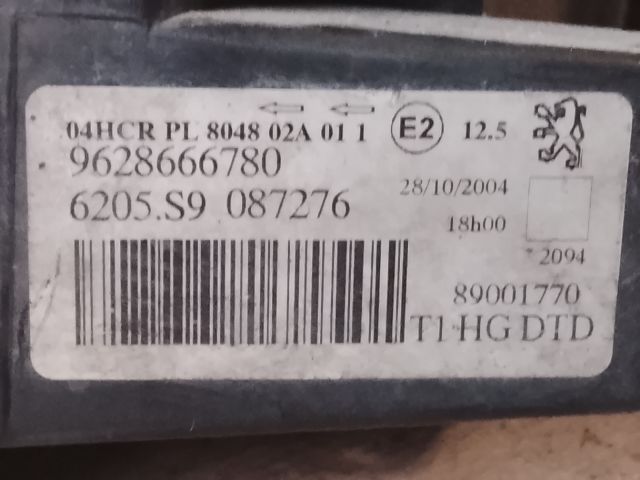 04HCR PL 8048 02A 01 1 E2 12.5
9628666780
28/10/2004
6205.S9 087276
18h00
2094
89001770
T1 HG DTD